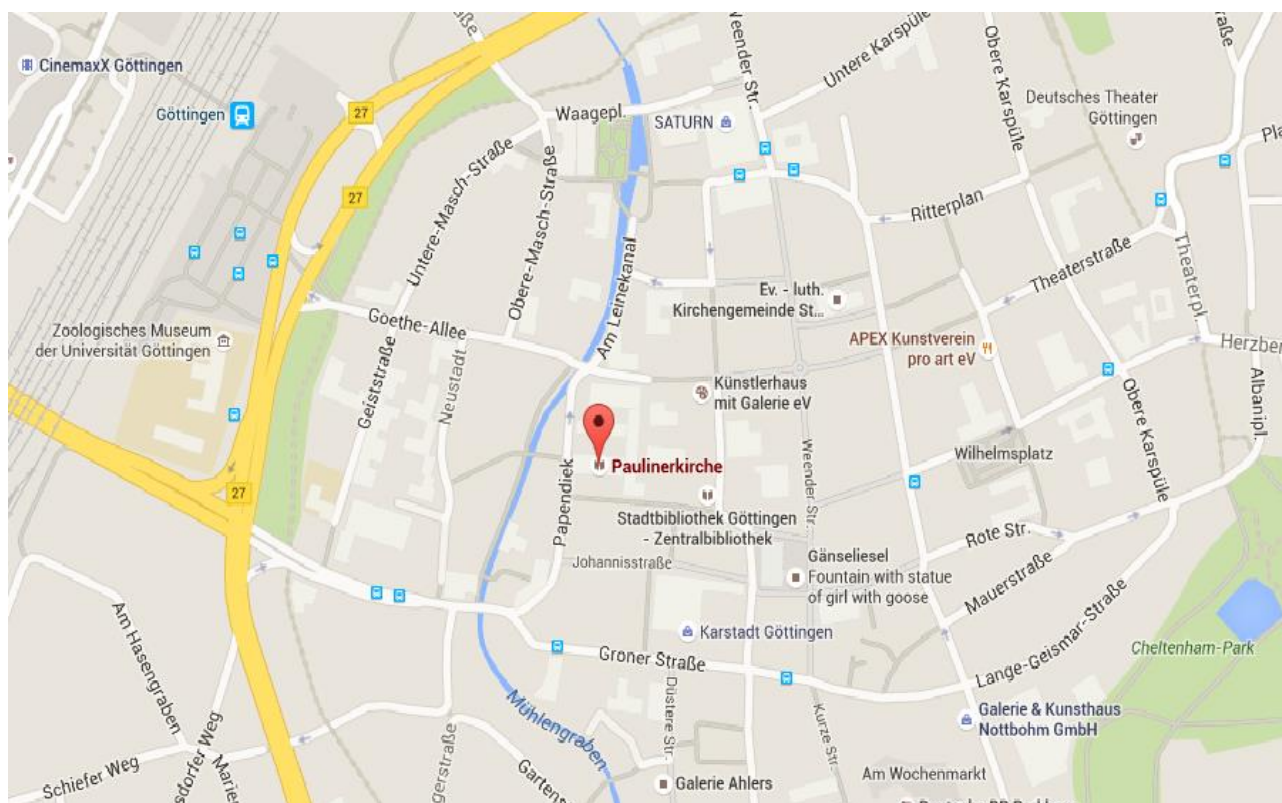 CinemaxX Göttingen
Göttingen
27
27
27
Waagepl.
SATURN
Weender Str.
Untere Karspüle
Obere Karspüle
Deutsches Theater
Göttingen
Untere-Masch-Straße
Obere-Masch-Straße
Ritterplan
Theaterstraße
Theaterpl.
Am Leinekanal
Ev. - luth.
Kirchengemeinde St...
Zoologisches Museum
der Universität Göttingen
Goethe-Allee
APEX Kunstverein
pro art eV
Herzber
Geiststraße
Neustadt
Künstlerhaus
mit Galerie eV
Obere Karspüle
Albanipl.
Weender Str.
Wilhelmsplatz
Paulinerkirche
Papendiek
Stadtbibliothek Göttingen
- Zentralbibliothek
Johannisstraße
Gänseliesel
Fountain with statue
of girl with goose
Rote Str.
Mauerstraße
Lange-Geismar-Straße
Cheltenham-Park
Am Hasengraben
Karstadt Göttingen
Groner Straße
Düstere Str.
Kurze Str.
Mühlengraben
Galerie & Kunsthaus
Nottbohm GmbH
Schiefer Weg
sdorfer Weg
Marie
gerstraße
Gartens
Galerie Ahlers
Am Wochenmarkt